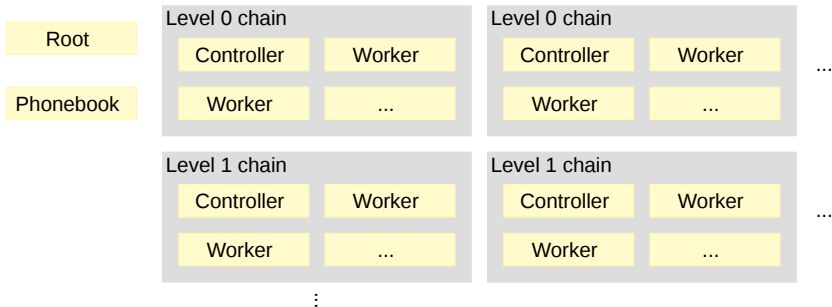 Root
Phonebook
Level 0 chain
Controller
Worker
Worker
...
Level 0 chain
Controller
Worker
Worker
...
...
Level 1 chain
Controller
Worker
Worker
...
Level 1 chain
Controller
Worker
Worker
...
...
⋮